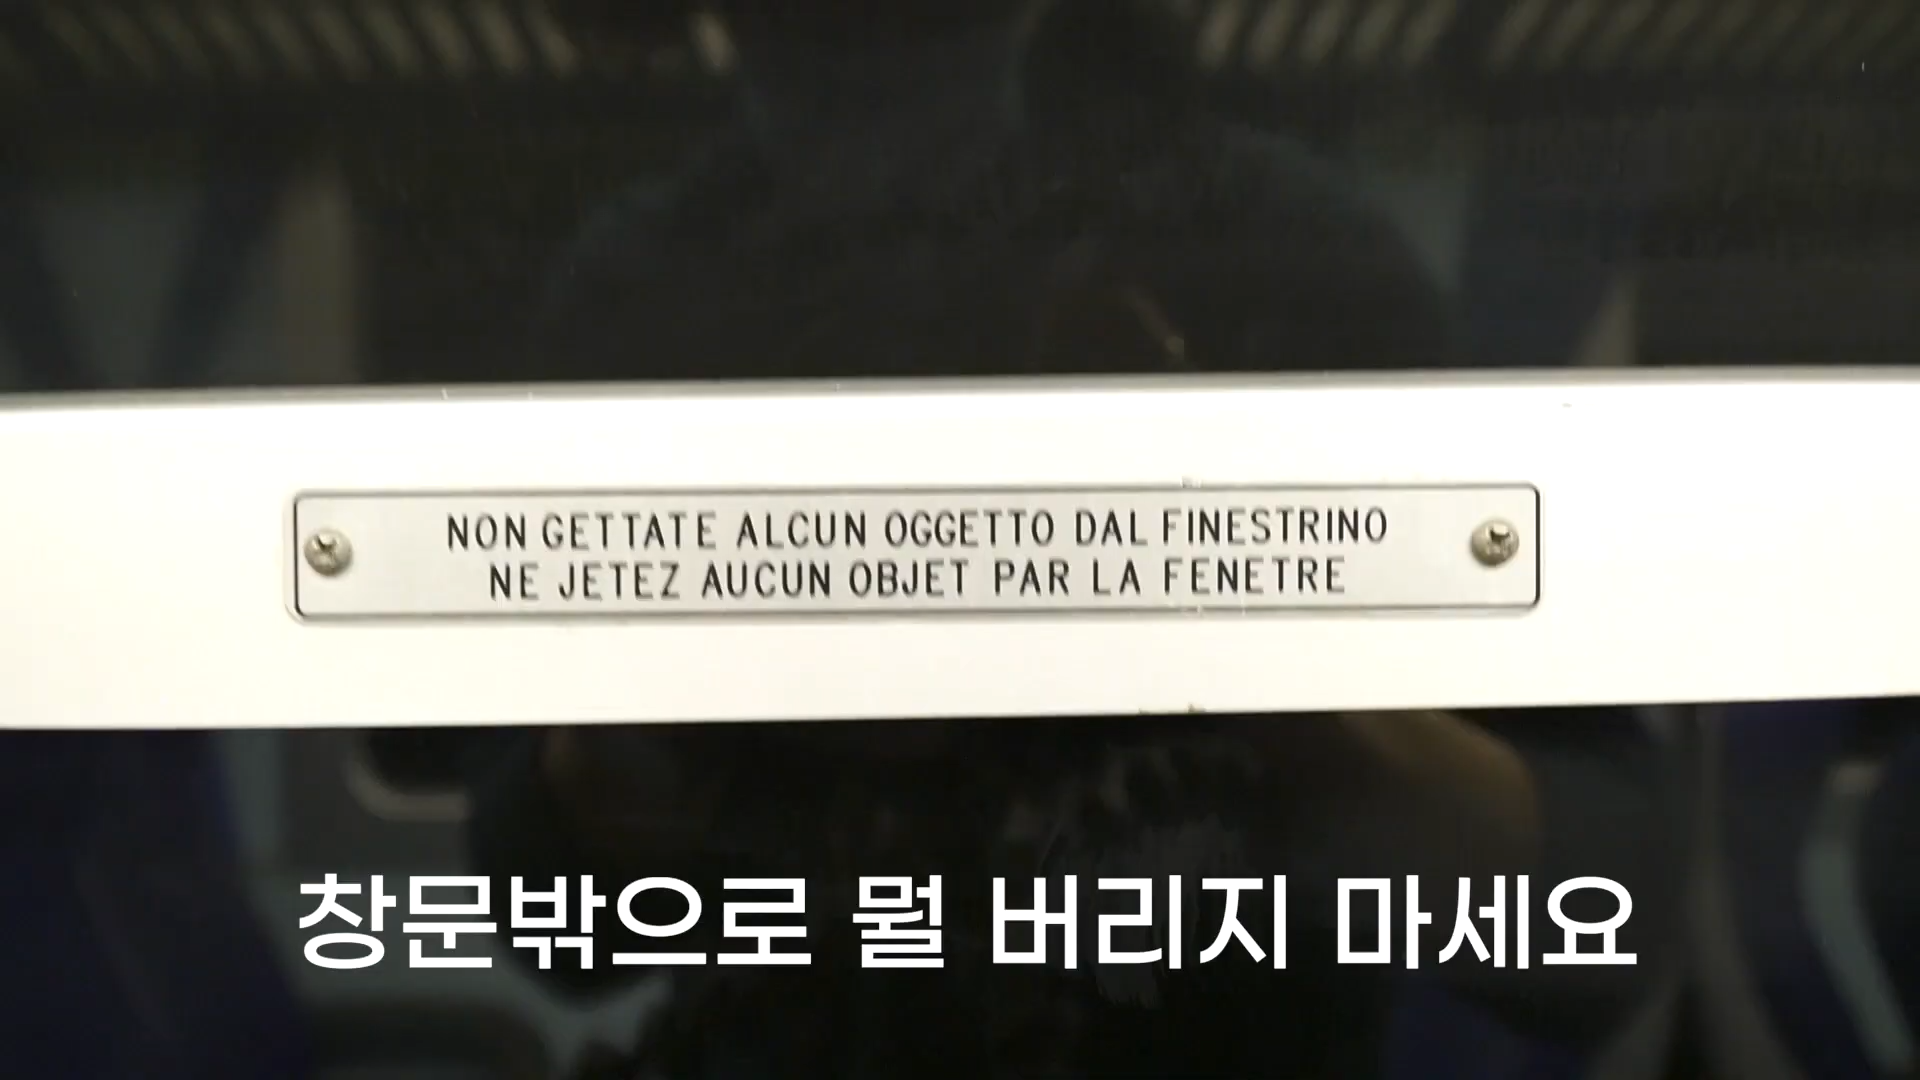 NON GETTATE ALCUN OGGETTO DAL FINESTRINO
NE JETEZ AUCUN OBJET PAR LA FENETRE
창문밖으로 뭘 버리지 마세요